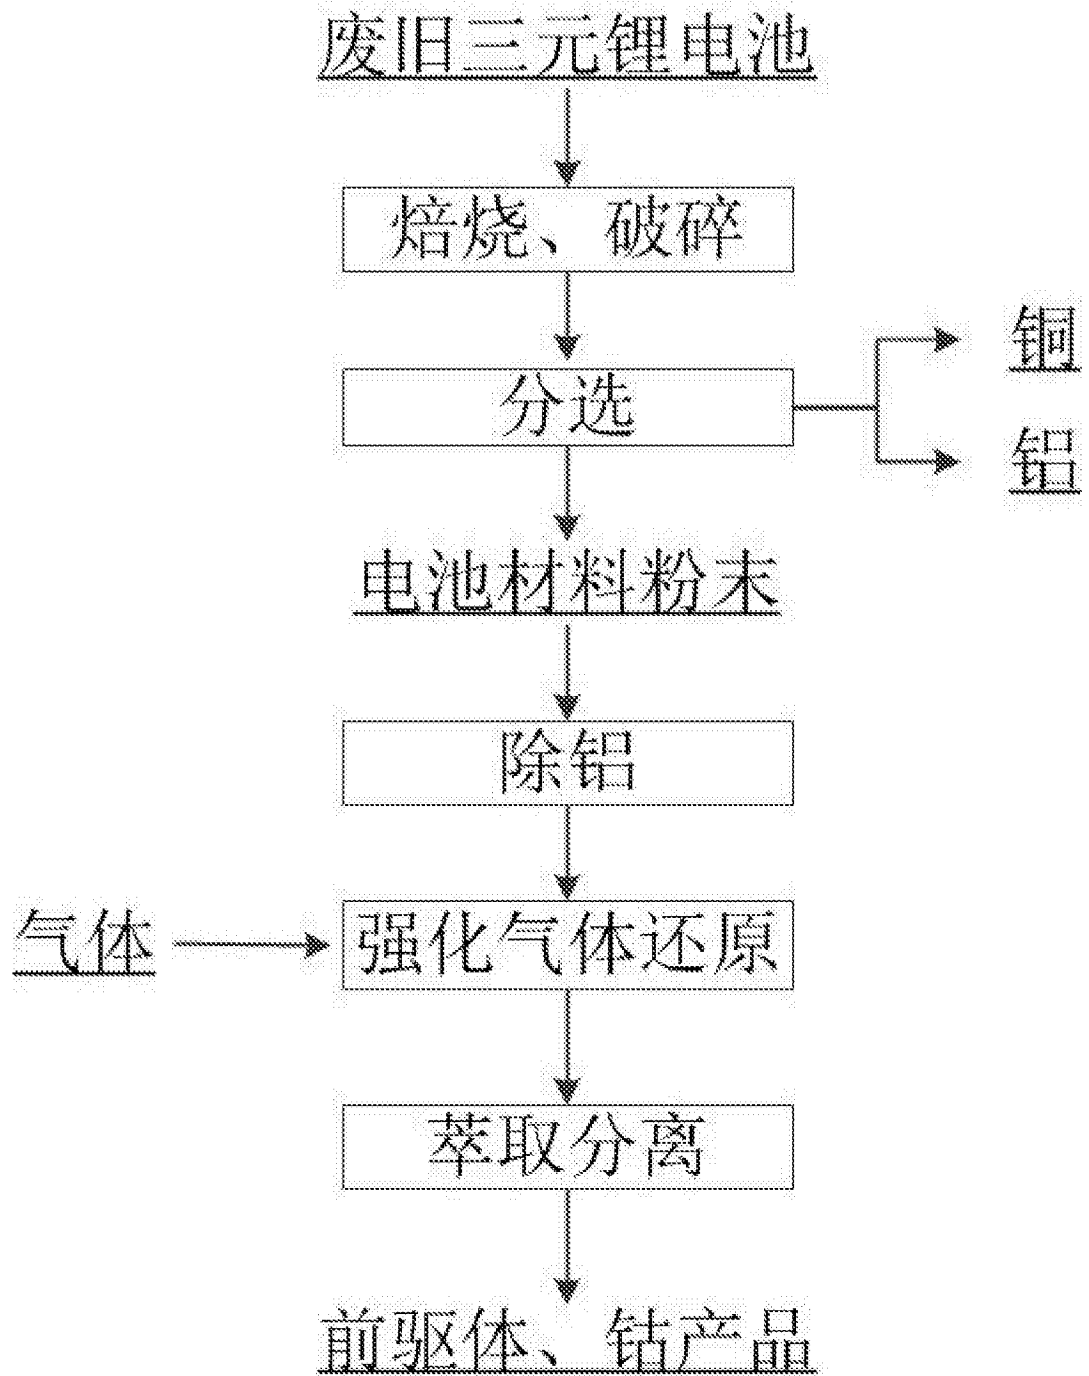 废旧三元锂电池
焙烧、破碎
铜
分选
铝
电池材料粉末
除铝
气体
强化气体还原
萃取分离
前驱体、钴产品